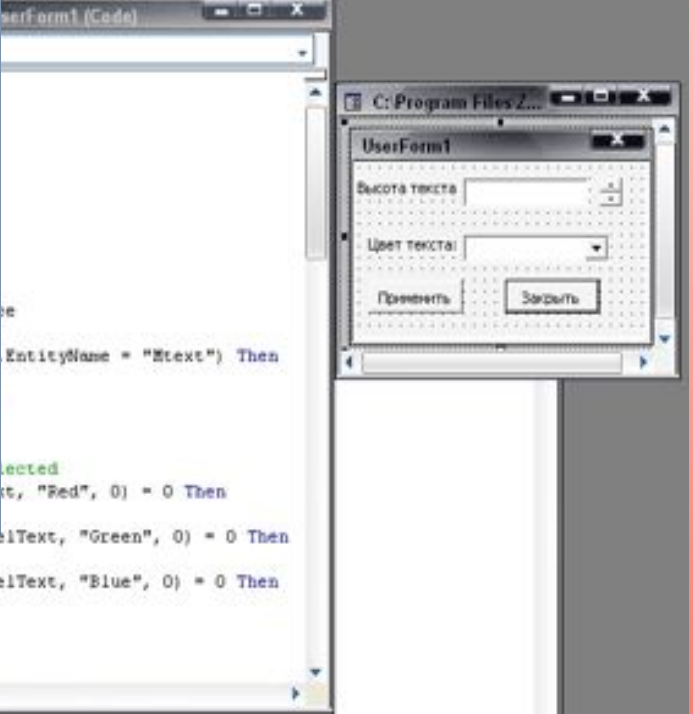 serForm1 (Code)
EntityName = "Mtext") Then
lected
xt, "Red", 0) = 0 Then
elText, "Green", 0) = 0 Then
elText, "Blue", 0) = 0 Then
C:\Program Files\Z...
UserForm1
Высота текста
Цвет текста:
Применить
Закрыть